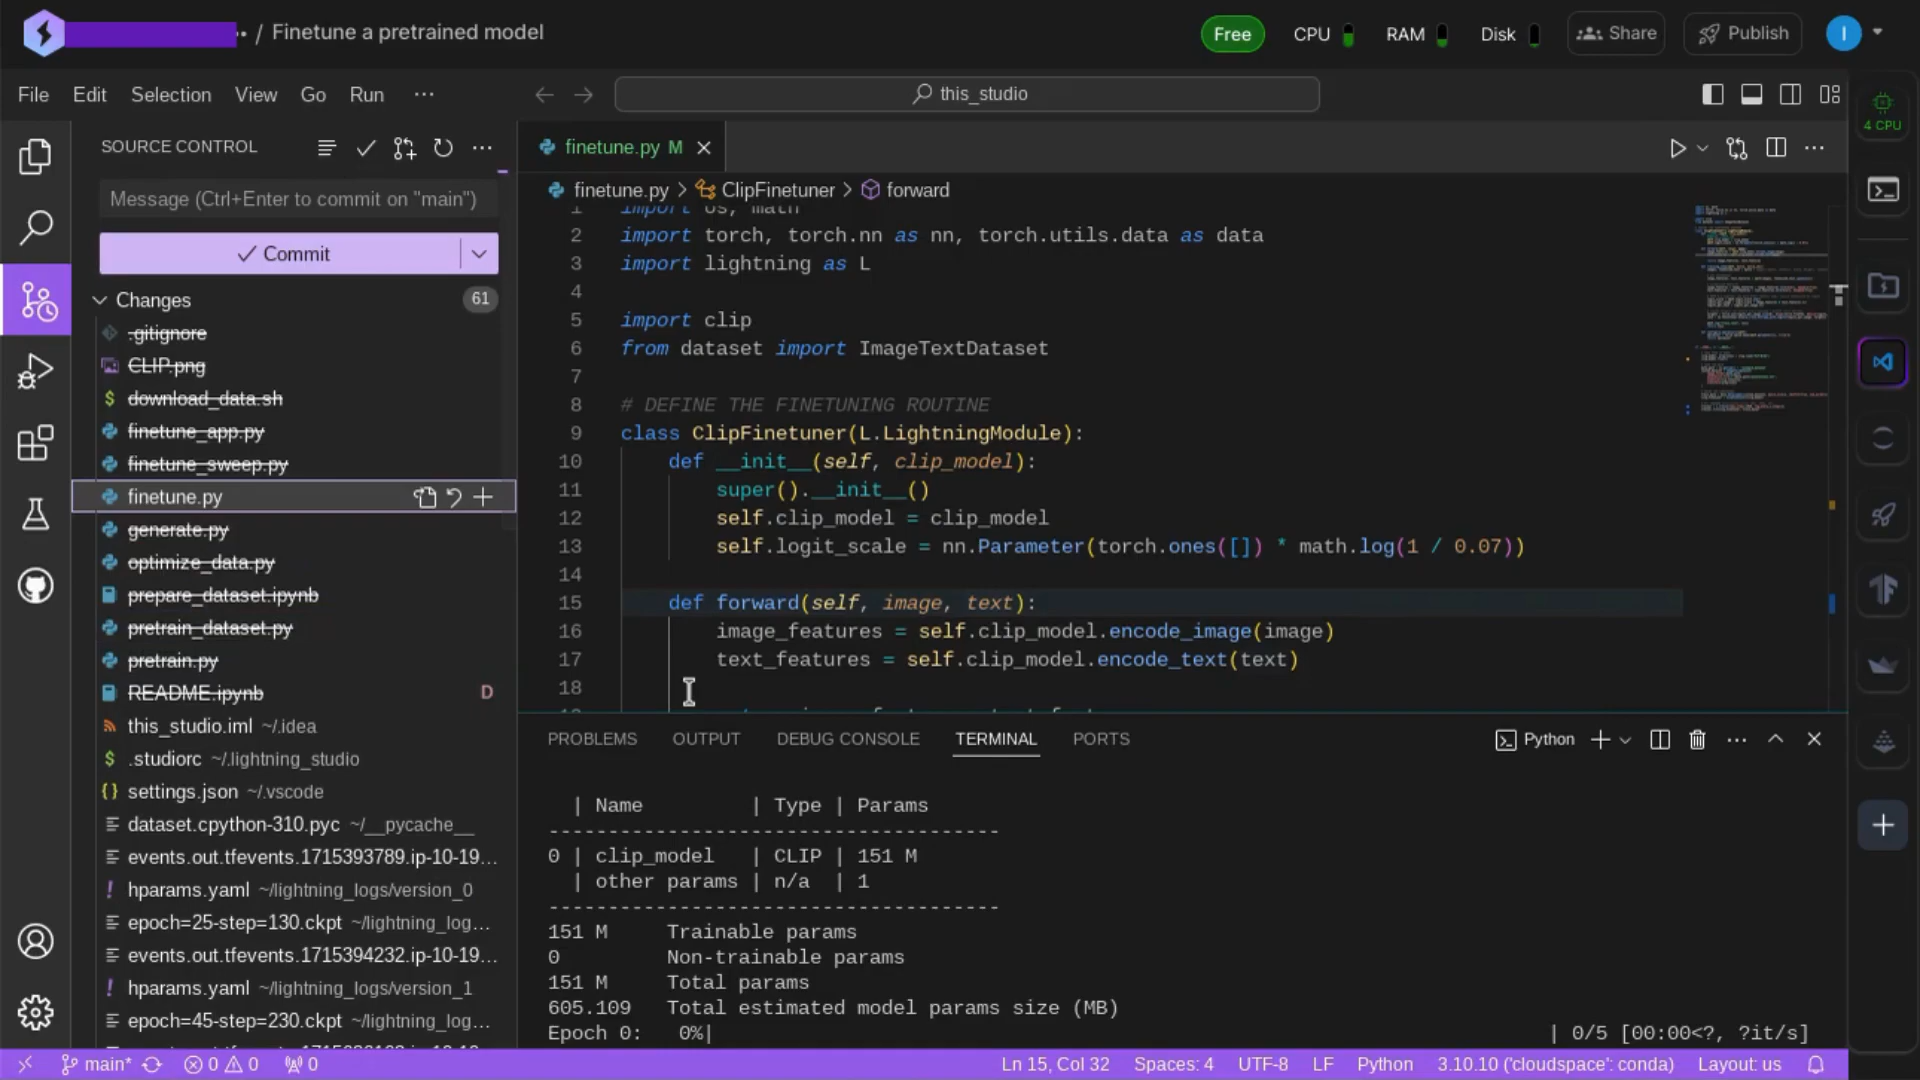 / Finetune a pretrained model
Free CPU RAM Disk Share Publish I
File Edit Selection View Go Run ···
this_studio
4 CPU
SOURCE CONTROL
Message (Ctrl+Enter to commit on "main")
Commit
Changes 61
.gitignore
CLIP.png
download_data.sh
finetune_app.py
finetune_sweep.py
finetune.py
generate.py
optimize_data.py
prepare_dataset.ipynb
pretrain_dataset.py
pretrain.py
README.ipynb D
this_studio.iml ~/.idea
.studiorc ~/.lightning_studio
settings.json ~/.vscode
dataset.cpython-310.pyc ~/__pycache__
events.out.tfevents.1715393789.ip-10-19...
hparams.yaml ~/lightning_logs/version_0
epoch=25-step=130.ckpt ~/lightning_log...
events.out.tfevents.1715394232.ip-10-19...
hparams.yaml ~/lightning_logs/version_1
epoch=45-step=230.ckpt ~/lightning_log...
finetune.py M
finetune.py > ClipFinetuner > forward
1 import os, math
2 import torch, torch.nn as nn, torch.utils.data as data
3 import lightning as L
4
5 import clip
6 from dataset import ImageTextDataset
7
8 # DEFINE THE FINETUNING ROUTINE
9 class ClipFinetuner(L.LightningModule):
10 def __init__(self, clip_model):
11 super().__init__()
12 self.clip_model = clip_model
13 self.logit_scale = nn.Parameter(torch.ones([]) * math.log(1 / 0.07))
14
15 def forward(self, image, text):
16 image_features = self.clip_model.encode_image(image)
17 text_features = self.clip_model.encode_text(text)
18
PROBLEMS OUTPUT DEBUG CONSOLE TERMINAL PORTS
Python
| Name | Type | Params
--------------------------------------
0 | clip_model | CLIP | 151 M
| other params | n/a | 1
--------------------------------------
151 M Trainable params
0 Non-trainable params
151 M Total params
605.109 Total estimated model params size (MB)
Epoch 0: 0%| | 0/5 [00:00<?, ?it/s]
main* 0 0 0
Ln 15, Col 32 Spaces: 4 UTF-8 LF Python 3.10.10 ('cloudspace': conda) Layout: us